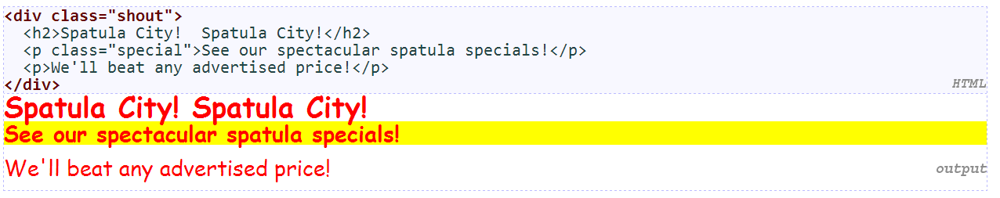 <div class="shout">
  <h2>Spatula City!  Spatula City!</h2>
  <p class="special">See our spectacular spatula specials!</p>
  <p>We'll beat any advertised price!</p>
</div>
HTML
Spatula City! Spatula City!
See our spectacular spatula specials!
We'll beat any advertised price!
output